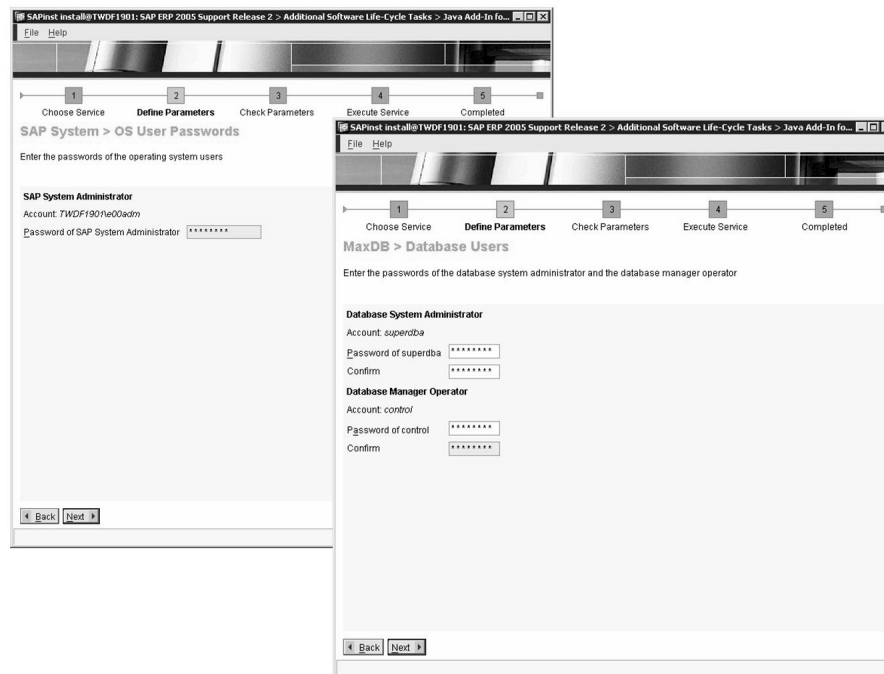 SAPinst install@TWDF1901: SAP ERP 2005 Support Release 2 > Additional Software Life-Cycle Tasks > Java Add-In fo...
File Help
1 2 3 4 5
Choose Service Define Parameters Check Parameters Execute Service Completed
SAP System > OS User Passwords
Enter the passwords of the operating system users
SAP System Administrator
Account: TWDF1901\e00adm
Password of SAP System Administrator ********
Back Next
SAPinst install@TWDF1901: SAP ERP 2005 Support Release 2 > Additional Software Life-Cycle Tasks > Java Add-In fo...
File Help
1 2 3 4 5
Choose Service Define Parameters Check Parameters Execute Service Completed
MaxDB > Database Users
Enter the passwords of the database system administrator and the database manager operator
Database System Administrator
Account: superdba
Password of superdba ********
Confirm ********
Database Manager Operator
Account: control
Password of control ********
Confirm ********
Back Next